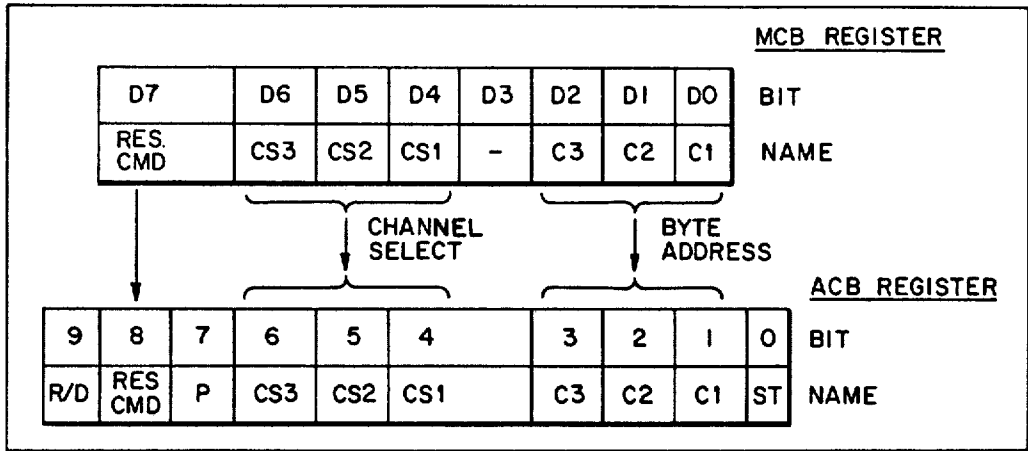 MCB REGISTER
D7 D6 D5 D4 D3 D2 D1 D0 BIT
RES. CMD CS3 CS2 CS1 - C3 C2 C1 NAME
CHANNEL SELECT
BYTE ADDRESS
ACB REGISTER
9 8 7 6 5 4 3 2 1 0 BIT
R/D RES CMD P CS3 CS2 CS1 C3 C2 C1 ST NAME